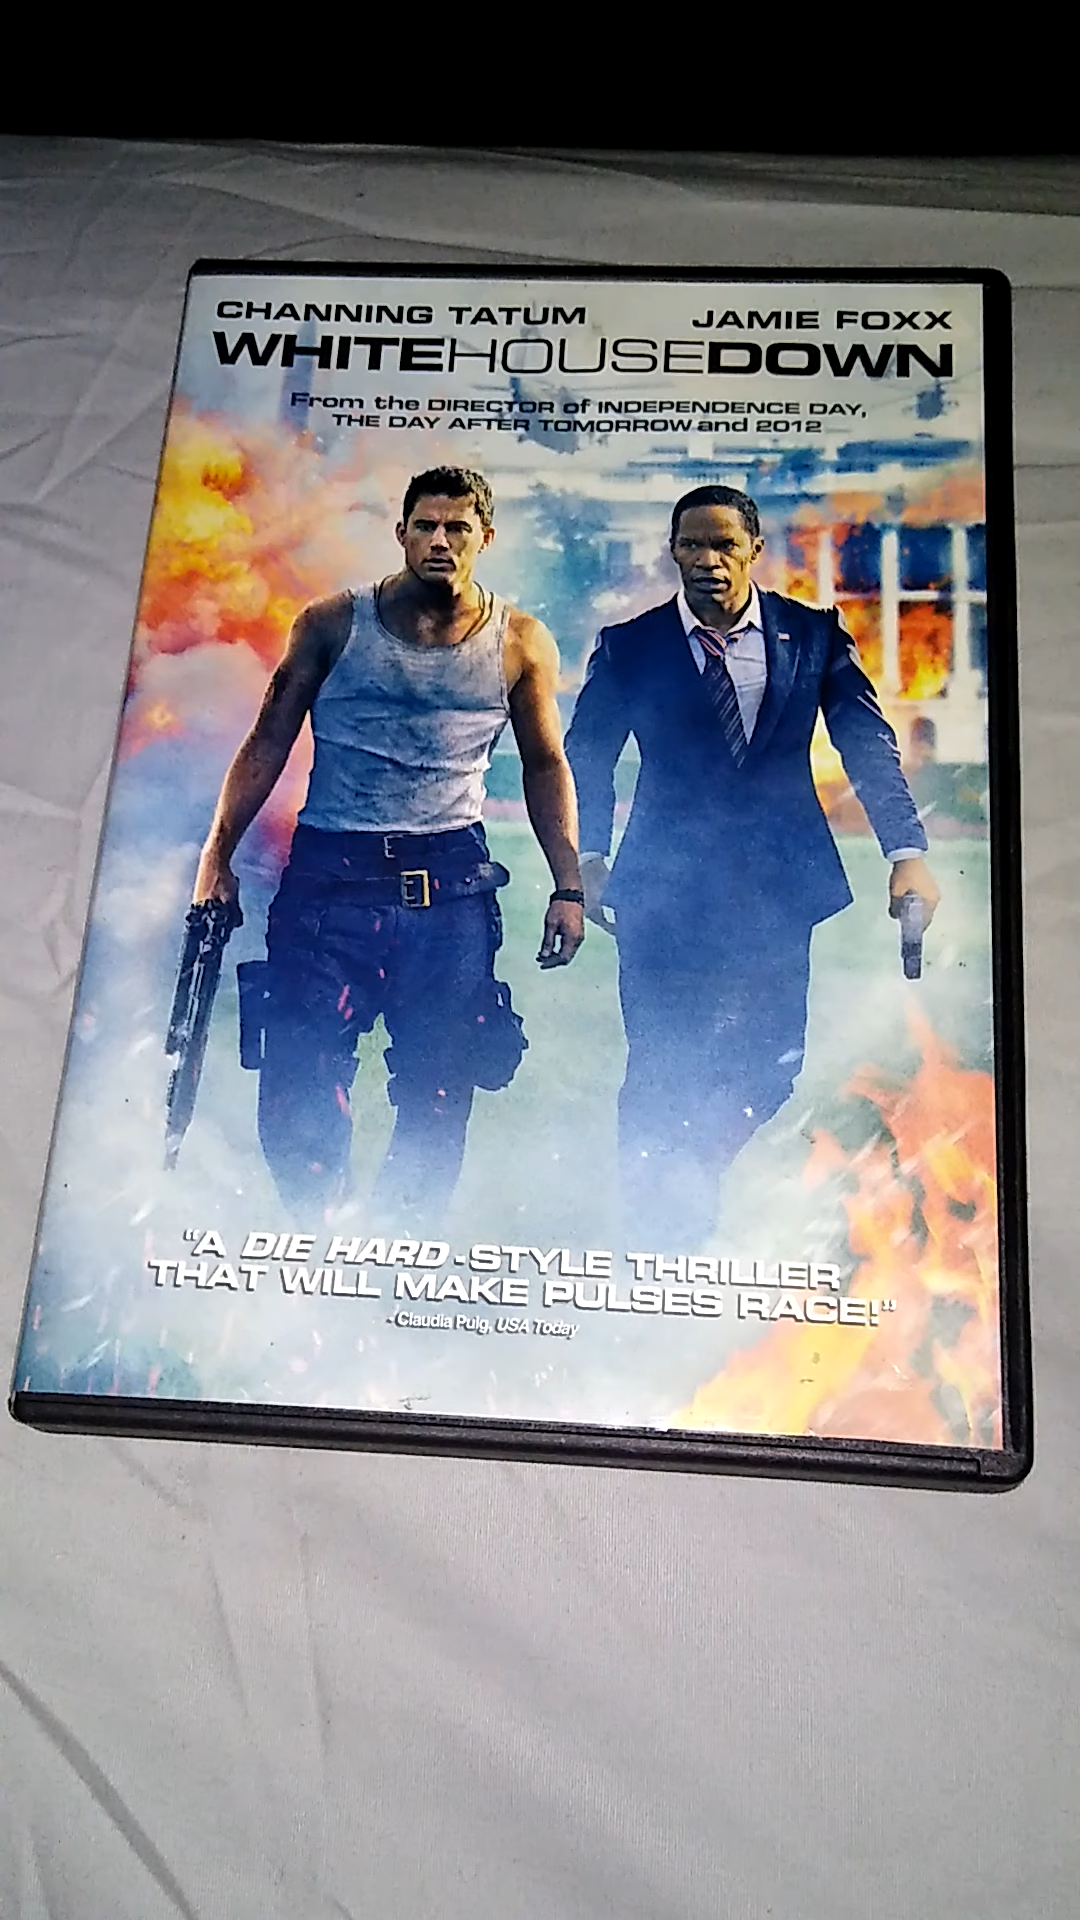 CHANNING TATUM JAMIE FOXX
WHITEHOUSEDOWN
From the DIRECTOR of INDEPENDENCE DAY,
THE DAY AFTER TOMORROW and 2012
“A DIE HARD-STYLE THRILLER
THAT WILL MAKE PULSES RACE!”
-Claudia Puig, USA Today